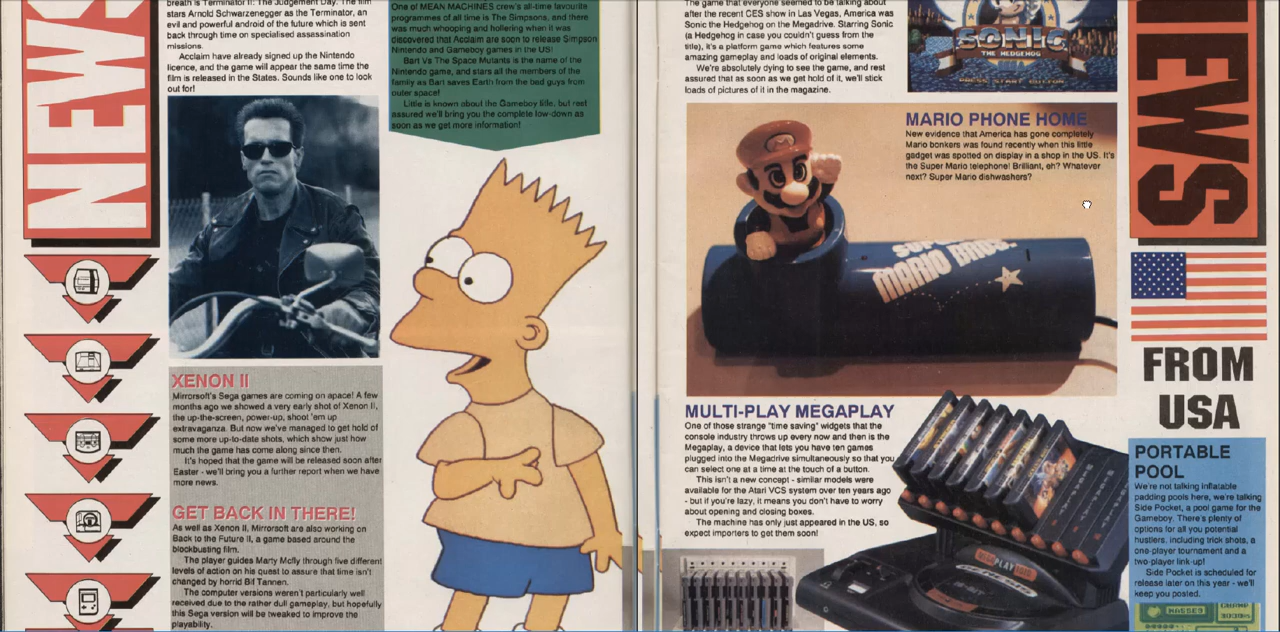 NEWS
breath is Terminator II: The Judgement Day. The film
stars Arnold Schwarzenegger as the Terminator, an
evil and powerful android of the future which is sent
back through time on specialised assassination
missions.
Acclaim have already signed up the Nintendo
licence, and the game will appear the same time the
film is released in the States. Sounds like one to look
out for!
XENON II
Mirrorsoft's Sega games are coming on apace! A few
months ago we showed a very early shot of Xenon II,
the up-the-screen, power-up, shoot 'em up
extravaganza. But now we've managed to get hold of
some more up-to-date shots, which show just how
much the game has come along since then.
It's hoped that the game will be released soon after
Easter - we'll bring you a further report when we have
more news.
GET BACK IN THERE!
As well as Xenon II, Mirrorsoft are also working on
Back to the Future II, a game based around the
blockbusting film.
The player guides Marty Mcfly through five different
levels of action on his quest to assure that time isn't
changed by horrid Bif Tannen.
The computer versions weren't particularly well
received due to the rather dull gameplay, but hopefully
this Sega version will be tweaked to improve the
playability.
One of MEAN MACHINES crew's all-time favourite
programmes of all time is The Simpsons, and there
was much whooping and hollering when it was
discovered that Acclaim are soon to release Simpson
Nintendo and Gameboy games in the US!
Bart Vs The Space Mutants is the name of the
Nintendo game, and stars all the members of the
family as Bart saves Earth from the bad guys from
outer space!
Little is known about the Gameboy title, but rest
assured we'll bring you the complete low-down as
soon as we get more information!
The game that everyone seemed to be talking about
after the recent CES show in Las Vegas, America was
Sonic the Hedgehog on the Megadrive. Starring Sonic
(a Hedgehog in case you couldn't guess from the
title), it's a platform game which features some
amazing gameplay and loads of original elements.
We're absolutely dying to see the game, and rest
assured that as soon as we get hold of it, we'll stick
loads of pictures of it in the magazine.
SONIC
THE HEDGEHOG
PRESS START BUTTON
MARIO PHONE HOME
New evidence that America has gone completely
Mario bonkers was found recently when this little
gadget was spotted on display in a shop in the US. It's
the Super Mario telephone! Brilliant, eh? Whatever
next? Super Mario dishwashers?
SUPER
MARIO BROS.
MULTI-PLAY MEGAPLAY
One of those strange "time saving" widgets that the
console industry throws up every now and then is the
Megaplay, a device that lets you have ten games
plugged into the Megadrive simultaneously so that you
can select one at a time at the touch of a button.
This isn't a new concept - similar models were
available for the Atari VCS system over ten years ago
- but if you're lazy, it means you don't have to worry
about opening and closing boxes.
The machine has only just appeared in the US, so
expect importers to get them soon!
NEWS
FROM
USA
PORTABLE
POOL
We're not talking inflatable
padding pools here, we're talking
Side Pocket, a pool game for the
Gameboy. There's plenty of
options for all you potential
hustlers, including trick shots, a
one-player tournament and a
two-player link-up!
Side Pocket is scheduled for
release later on this year - we'll
keep you posted.